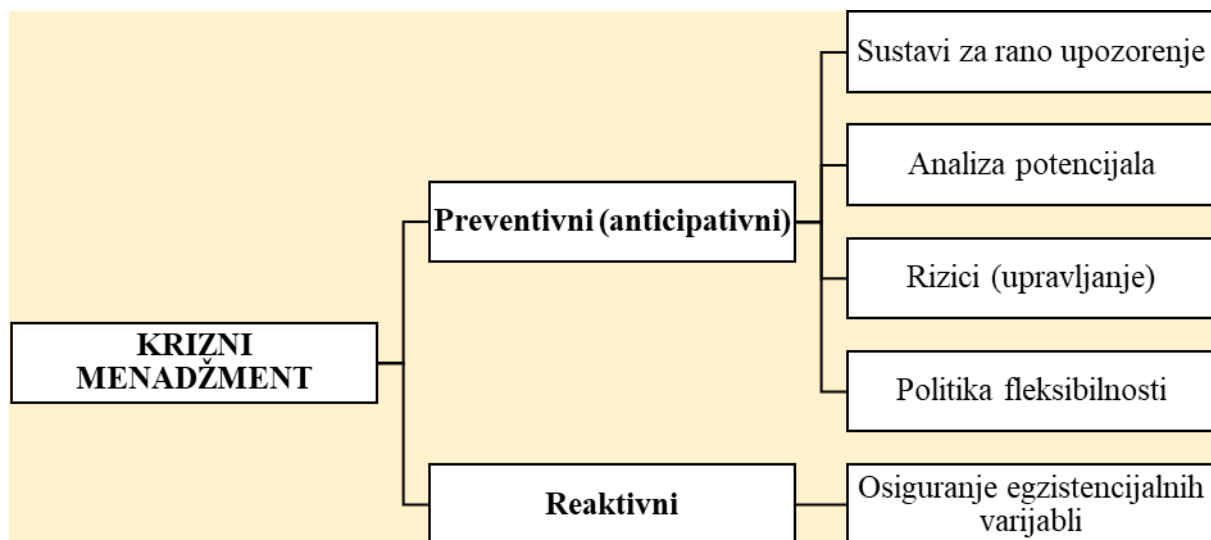 Sustavi za rano upozorenje
Analiza potencijala
Preventivni (anticipativni)
Rizici (upravljanje)
KRIZNI
MENADŽMENT
Politika fleksibilnosti
Reaktivni
Osiguranje egzistencijalnih
varijabli